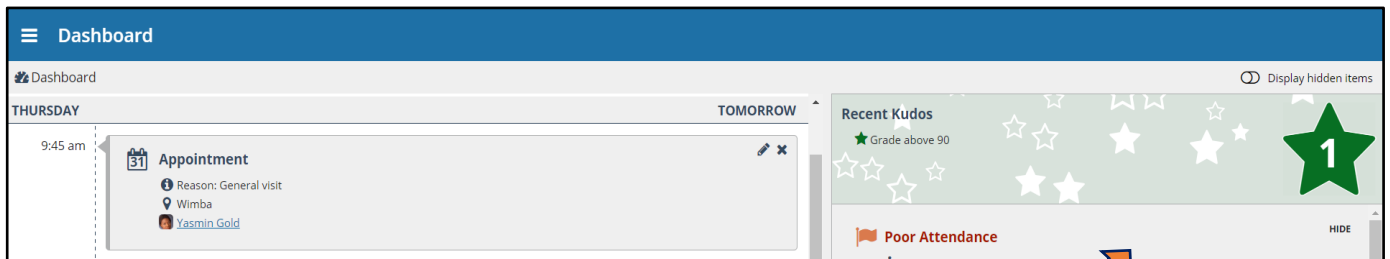 Dashboard
Dashboard
Display hidden items
THURSDAY TOMORROW
9:45 am
31 Appointment
Reason: General visit
Wimba
Yasmin Gold
Recent Kudos
Grade above 90
1
Poor Attendance
HIDE